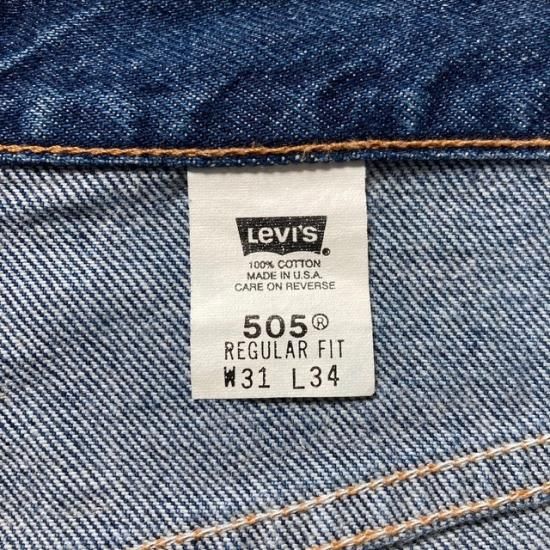 Levi's®
100% COTTON
MADE IN U.S.A.
CARE ON REVERSE
505®
REGULAR FIT
W31 L34